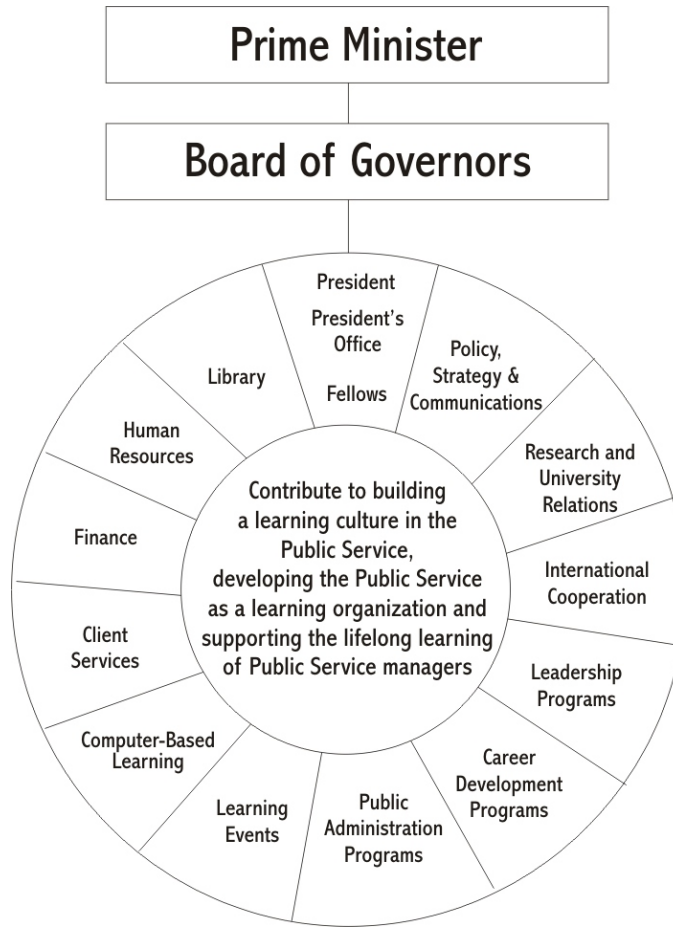 Prime Minister
Board of Governors
President
President's
Office
Fellows
Policy,
Strategy &
Communications
Research and
University
Relations
International
Cooperation
Leadership
Programs
Career
Development
Programs
Public
Administration
Programs
Learning
Events
Computer-Based
Learning
Client
Services
Finance
Human
Resources
Library
Contribute to building
a learning culture in the
Public Service,
developing the Public Service
as a learning organization and
supporting the lifelong learning
of Public Service managers